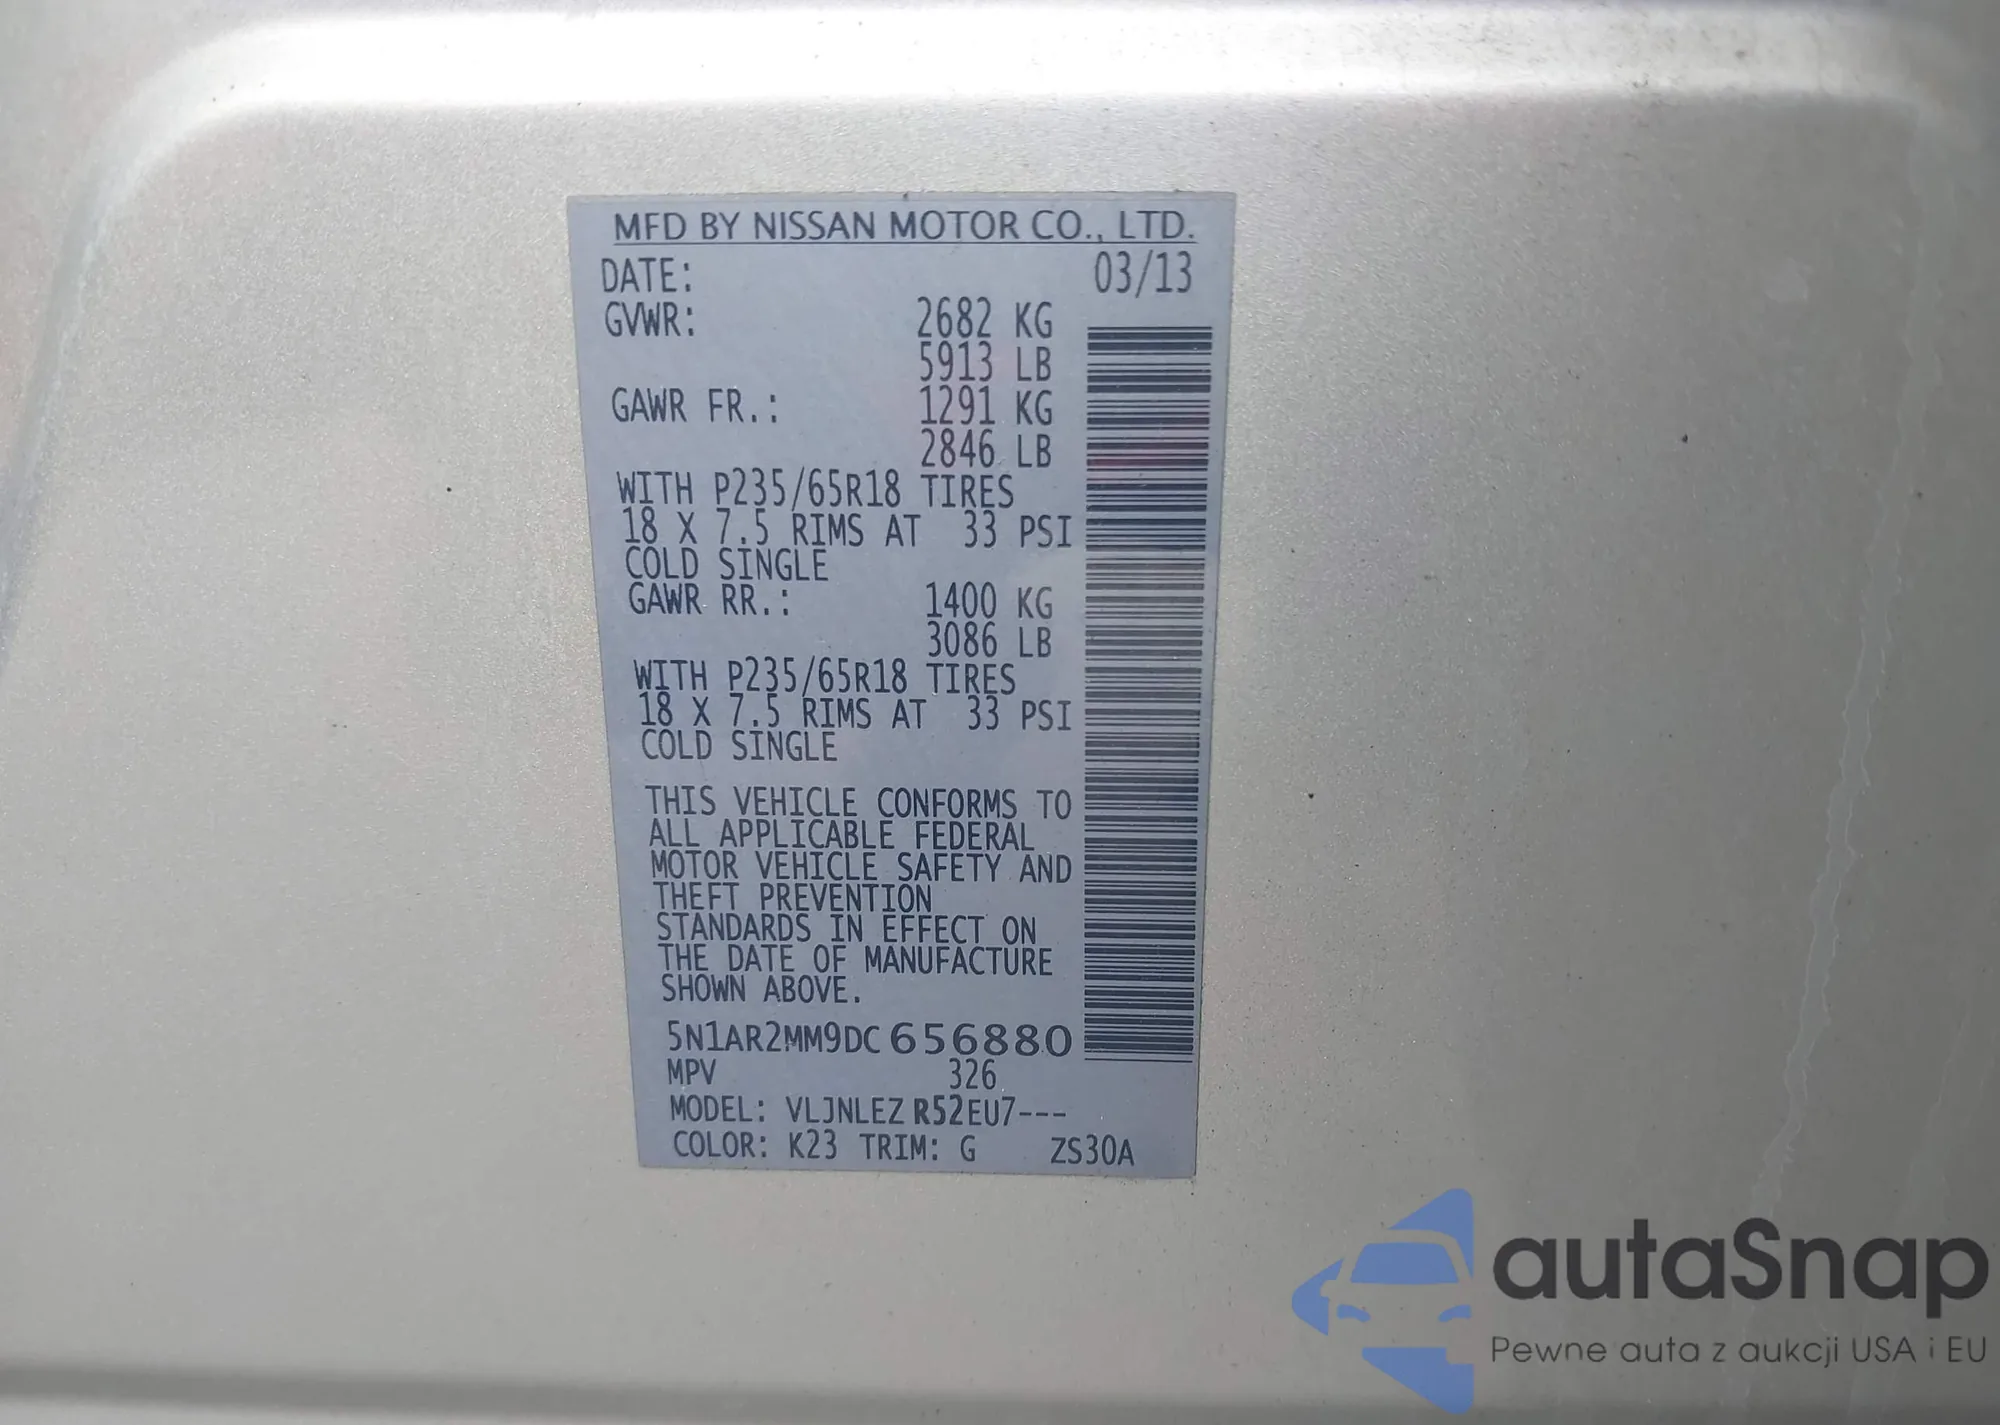 MFD BY NISSAN MOTOR CO., LTD.
DATE: 03/13
GVWR: 2682 KG
5913 LB
GAWR FR.: 1291 KG
2846 LB
WITH P235/65R18 TIRES
18 X 7.5 RIMS AT 33 PSI
COLD SINGLE
GAWR RR.: 1400 KG
3086 LB
WITH P235/65R18 TIRES
18 X 7.5 RIMS AT 33 PSI
COLD SINGLE
THIS VEHICLE CONFORMS TO
ALL APPLICABLE FEDERAL
MOTOR VEHICLE SAFETY AND
THEFT PREVENTION
STANDARDS IN EFFECT ON
THE DATE OF MANUFACTURE
SHOWN ABOVE.
5N1AR2MM9DC656880
MPV 326
MODEL: VLJNLEZ R52EU7---
COLOR: K23 TRIM: G ZS30A
autaSnap
Pewne auta z aukcji USA i EU